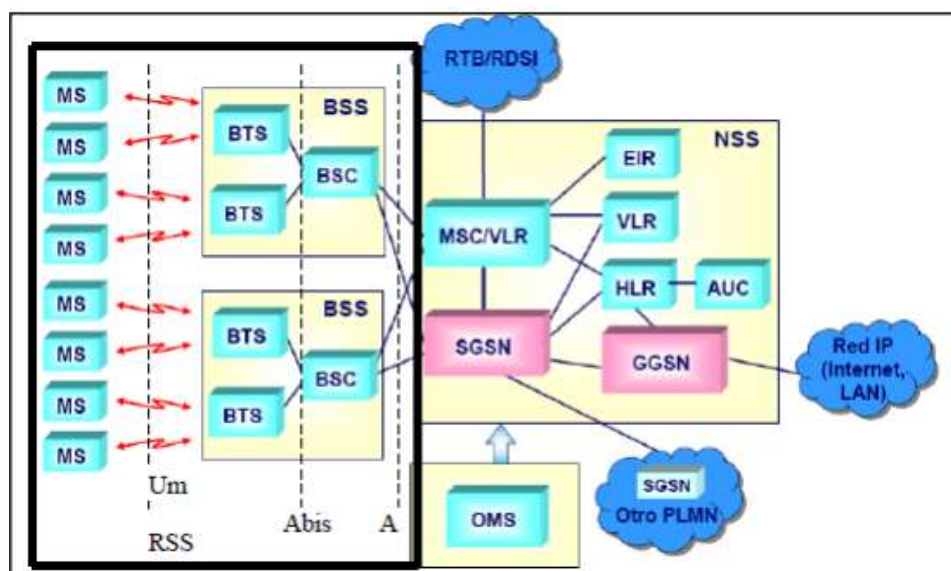 RTB/RDSI
MS
MS
MS
MS
MS
MS
MS
MS
BSS
BTS
BTS
BSC
BSS
BTS
BTS
BSC
NSS
EIR
MSC/VLR
VLR
HLR
AUC
SGSN
GGSN
Red IP
(Internet,
LAN)
Um
Abis
A
RSS
OMS
SGSN
Otro PLMN